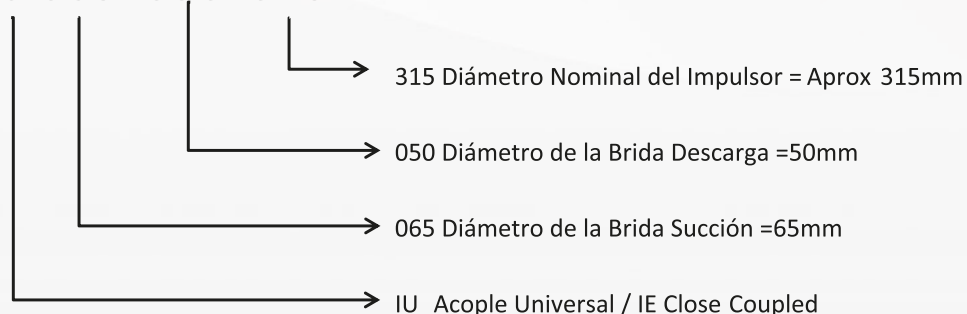 315 Diámetro Nominal del Impulsor = Aprox 315mm
050 Diámetro de la Brida Descarga =50mm
065 Diámetro de la Brida Succión =65mm
IU Acople Universal / IE Close Coupled